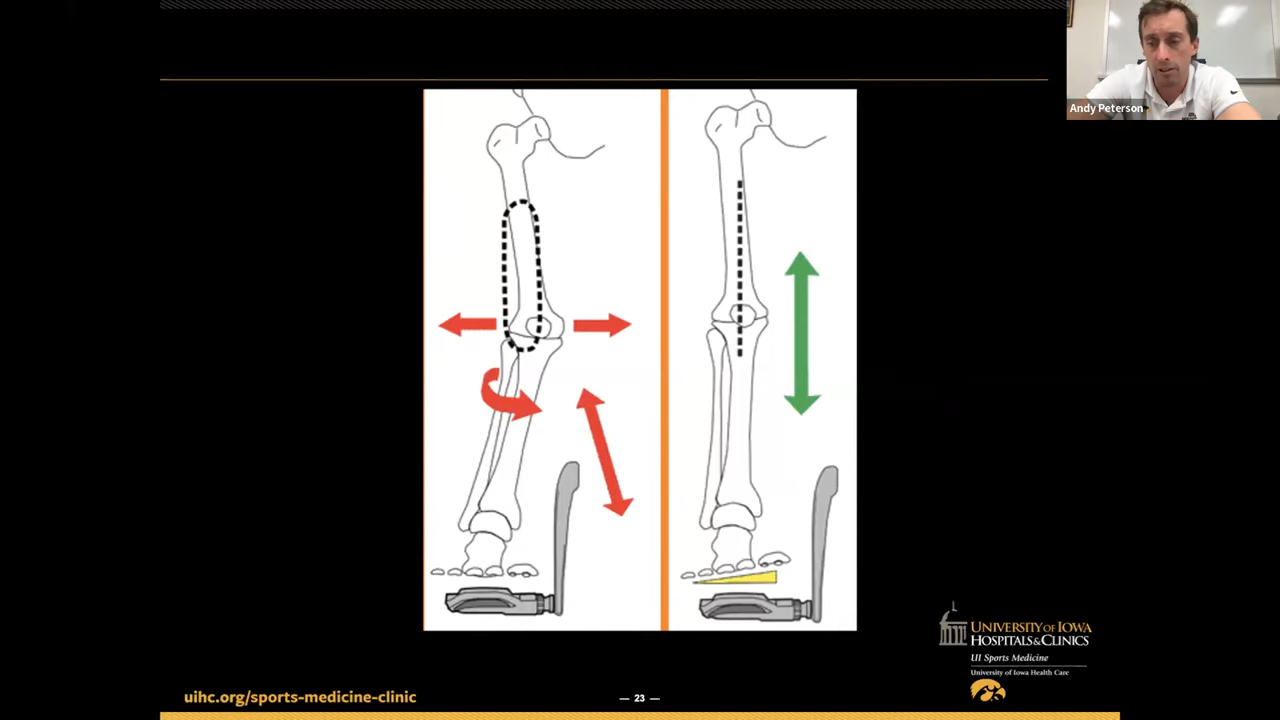 Andy Peterson
UNIVERSITY OF IOWA
HOSPITALS & CLINICS
UI Sports Medicine
University of Iowa Health Care
uihc.org/sports-medicine-clinic
— 23 —